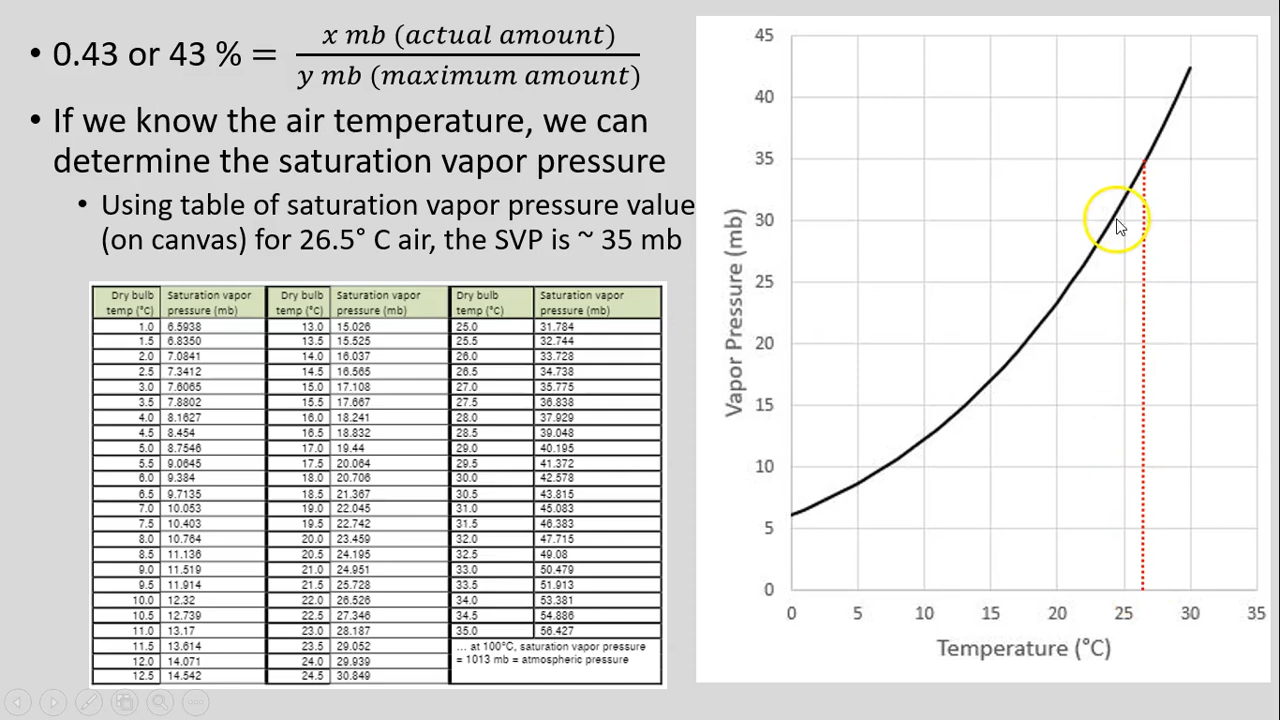 • 0.43 or 43 % = x mb (actual amount) / y mb (maximum amount)
• If we know the air temperature, we can
determine the saturation vapor pressure
• Using table of saturation vapor pressure value
(on canvas) for 26.5° C air, the SVP is ~ 35 mb
Dry bulb Saturation vapor Dry bulb Saturation vapor Dry bulb Saturation vapor
temp (°C) pressure (mb) temp (°C) pressure (mb) temp (°C) pressure (mb)
1.0 6.5938 13.0 15.026 25.0 31.784
1.5 6.8350 13.5 15.525 25.5 32.744
2.0 7.0841 14.0 16.037 26.0 33.728
2.5 7.3412 14.5 16.565 26.5 34.738
3.0 7.6065 15.0 17.108 27.0 35.775
3.5 7.8802 15.5 17.667 27.5 36.838
4.0 8.1627 16.0 18.241 28.0 37.929
4.5 8.454 16.5 18.832 28.5 39.048
5.0 8.7546 17.0 19.44 29.0 40.195
5.5 9.0645 17.5 20.064 29.5 41.372
6.0 9.384 18.0 20.706 30.0 42.578
6.5 9.7135 18.5 21.367 30.5 43.815
7.0 10.053 19.0 22.045 31.0 45.083
7.5 10.403 19.5 22.742 31.5 46.383
8.0 10.764 20.0 23.459 32.0 47.715
8.5 11.136 20.5 24.195 32.5 49.08
9.0 11.519 21.0 24.951 33.0 50.479
9.5 11.914 21.5 25.728 33.5 51.913
10.0 12.32 22.0 26.526 34.0 53.381
10.5 12.739 22.5 27.346 34.5 54.886
11.0 13.17 23.0 28.187 35.0 56.427
11.5 13.614 23.5 29.052 ... at 100°C, saturation vapor pressure
12.0 14.071 24.0 29.939 = 1013 mb = atmospheric pressure
12.5 14.542 24.5 30.849
Vapor Pressure (mb)
45
40
35
30
25
20
15
10
5
0
0 5 10 15 20 25 30 35
Temperature (°C)